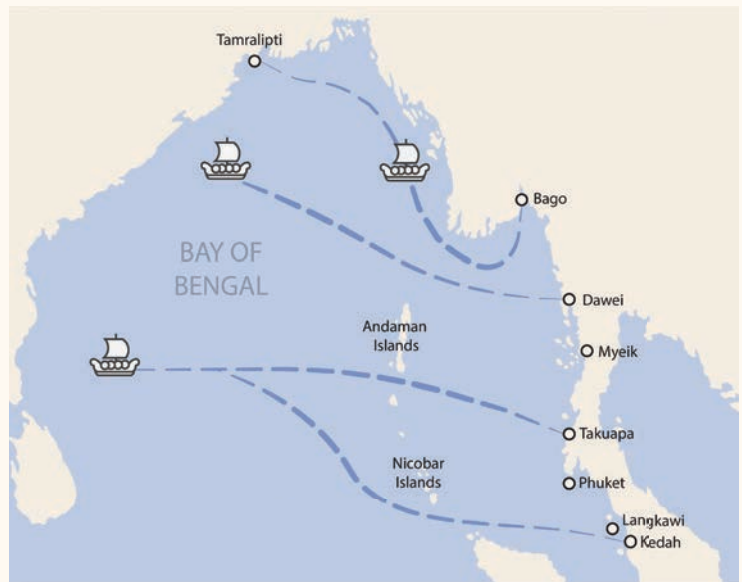 Tamralipti
Bago
BAY OF
BENGAL
Dawei
Andaman
Islands
Myeik
Takuapa
Nicobar
Islands
Phuket
Langkawi
Kedah